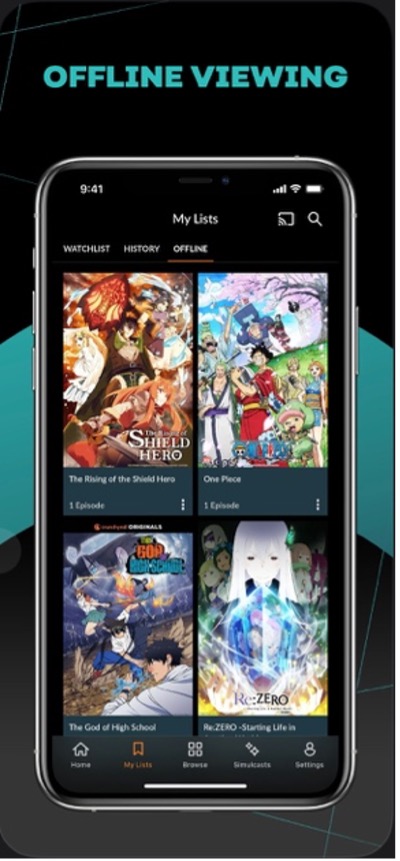 OFFLINE VIEWING
9:41
My Lists
WATCHLIST HISTORY OFFLINE
The Rising of
SHIELD
HERO
ONE PIECE
The Rising of the Shield Hero
One Piece
1 Episode
1 Episode
crunchyroll ORIGINALS
THE GOD OF HIGH SCHOOL
Re:ZERO
The God of High School
Re:ZERO -Starting Life in
Home My Lists Browse Simulcasts Settings